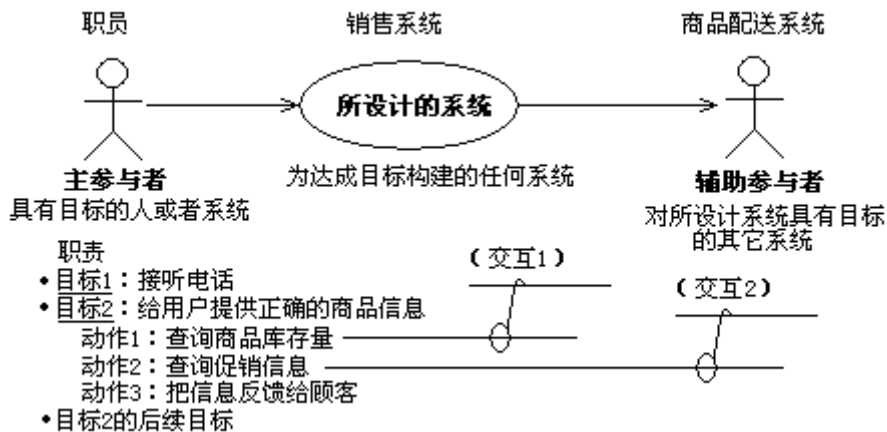 职员 销售系统 商品配送系统
所设计的系统
主参与者 为达成目标构建的任何系统 辅助参与者
具有目标的人或者系统 对所设计系统具有目标
的其它系统
职责 (交互1)
•目标1：接听电话 (交互2)
•目标2：给用户提供正确的商品信息
动作1：查询商品库存量
动作2：查询促销信息
动作3：把信息反馈给顾客
•目标2的后续目标